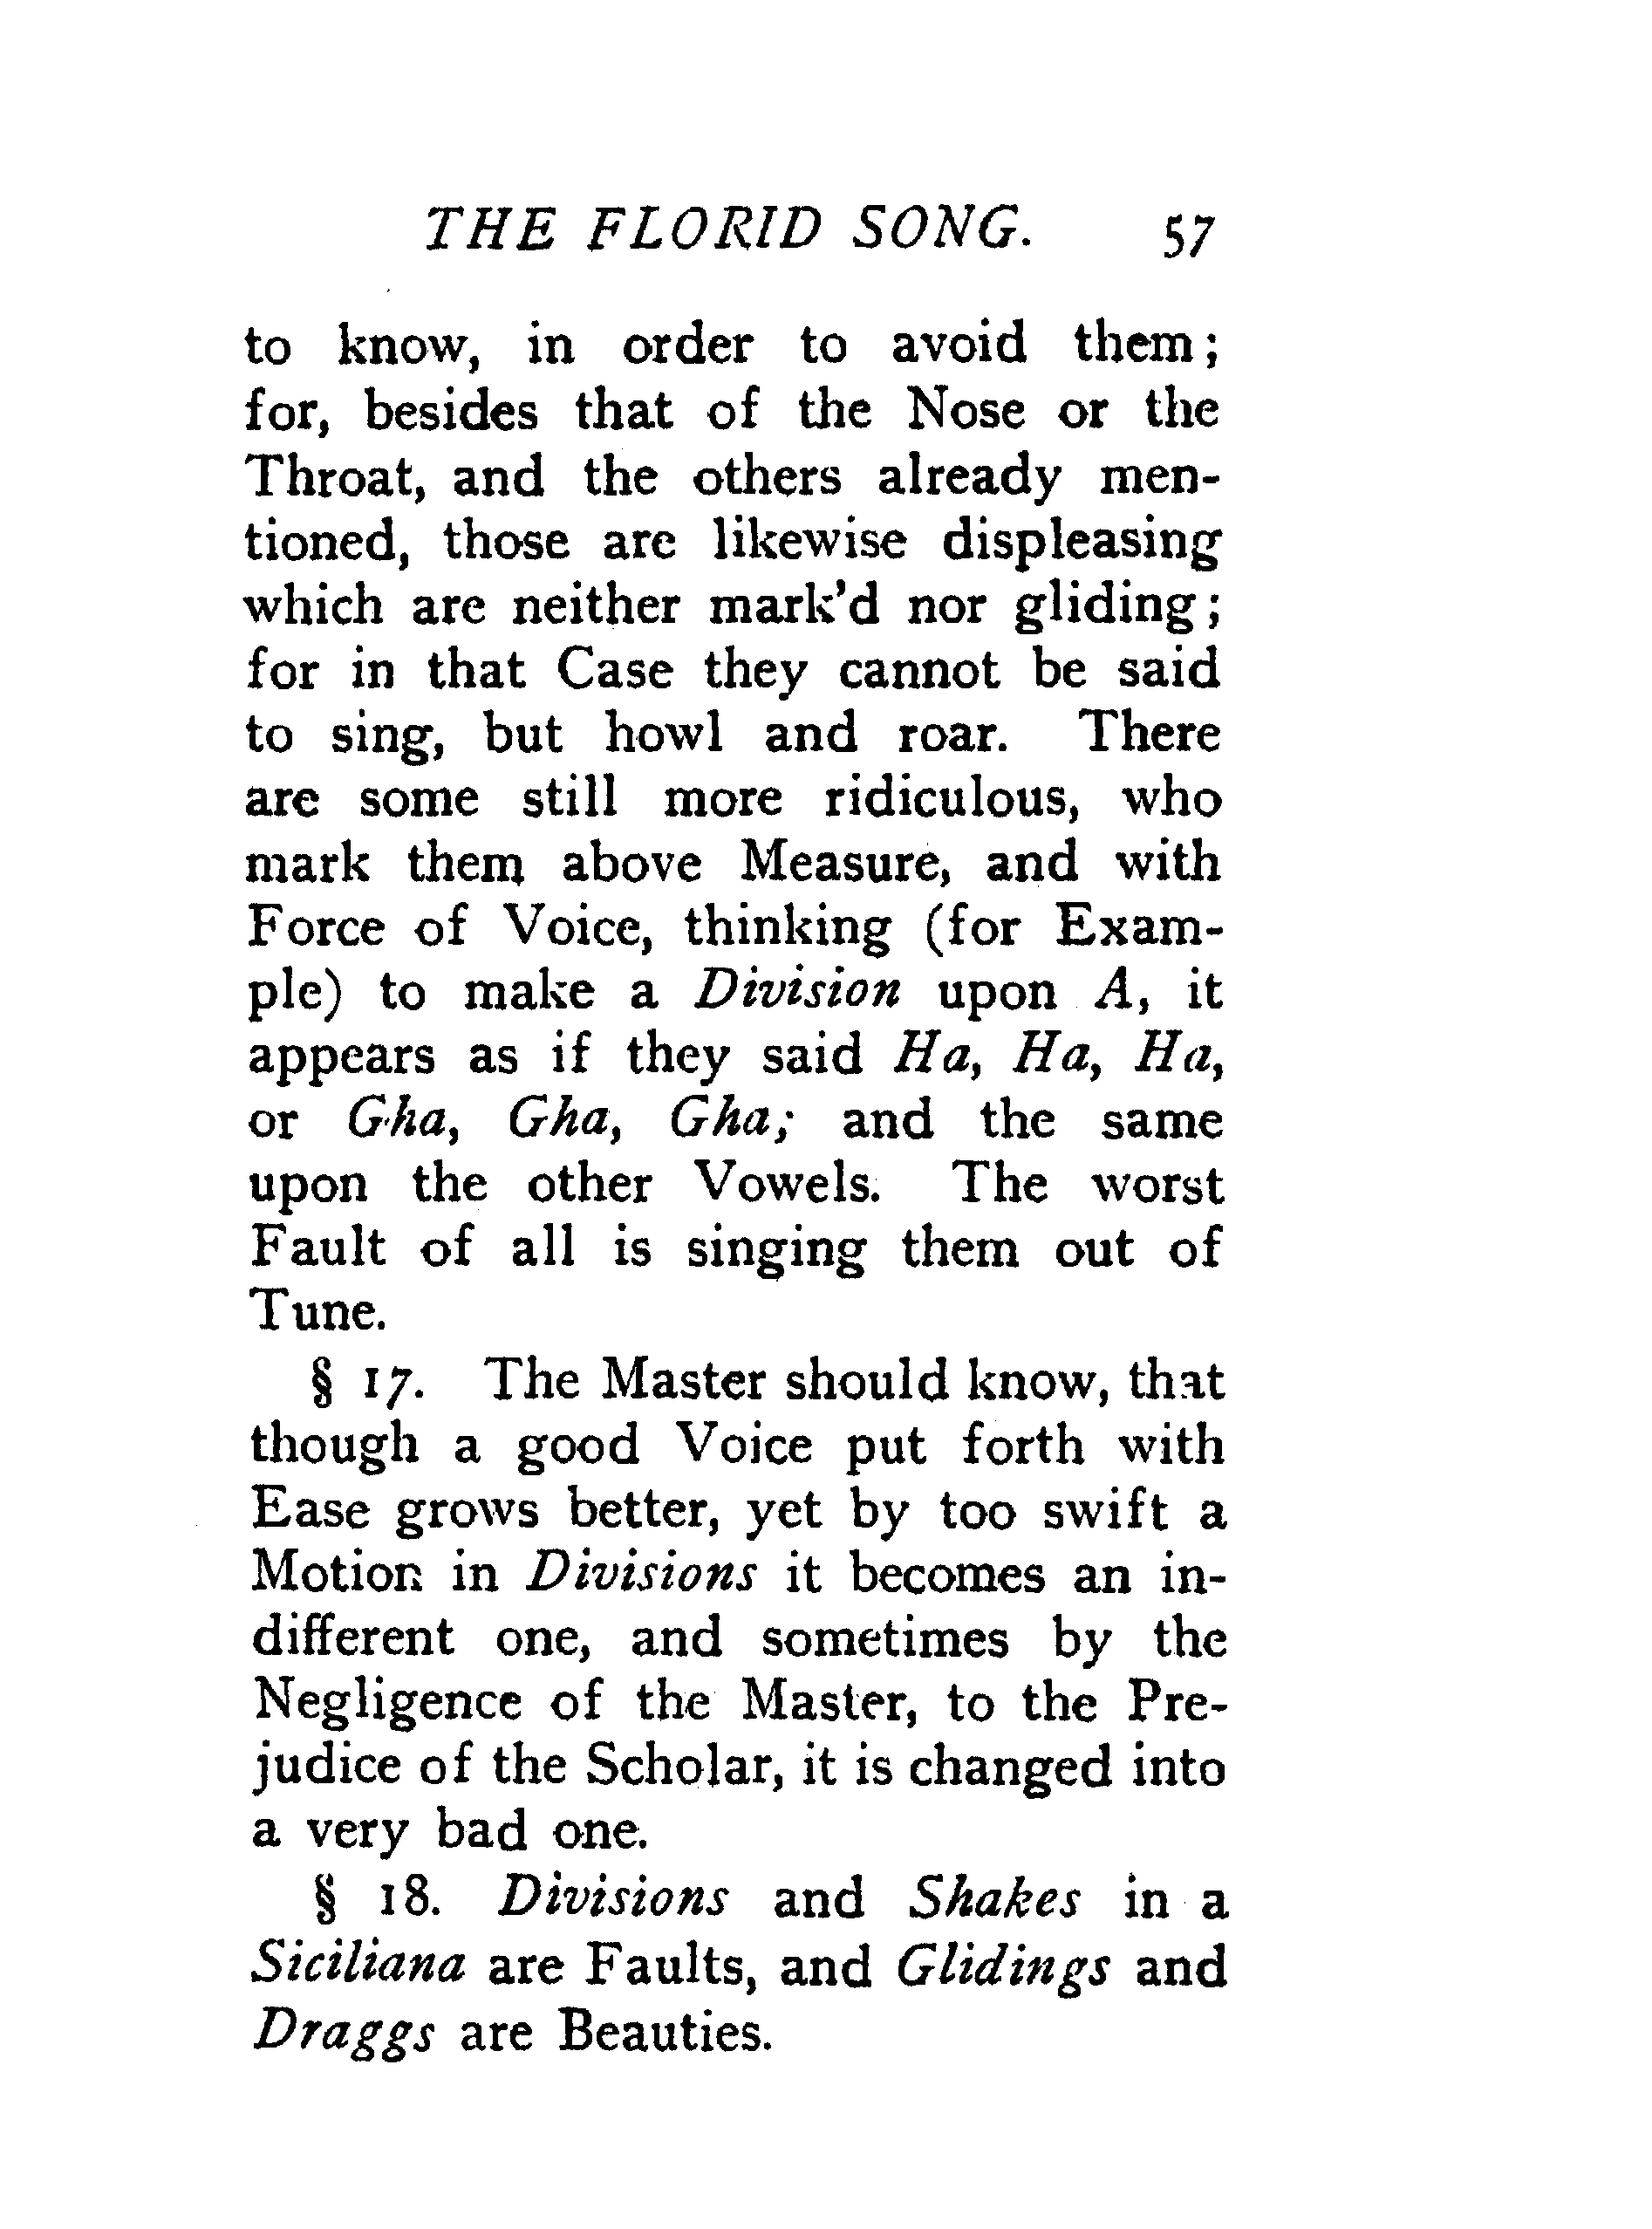 THE FLORID SONG. 57
to know, in order to avoid them;
for, besides that of the Nose or the
Throat, and the others already men-
tioned, those are likewise displeasing
which are neither mark'd nor gliding;
for in that Case they cannot be said
to sing, but howl and roar. There
are some still more ridiculous, who
mark them above Measure, and with
Force of Voice, thinking (for Exam-
ple) to make a Division upon A, it
appears as if they said Ha, Ha, Ha,
or Gha, Gha, Gha; and the same
upon the other Vowels. The worst
Fault of all is singing them out of
Tune.
§ 17. The Master should know, that
though a good Voice put forth with
Ease grows better, yet by too swift a
Motion in Divisions it becomes an in-
different one, and sometimes by the
Negligence of the Master, to the Pre-
judice of the Scholar, it is changed into
a very bad one.
§ 18. Divisions and Shakes in a
Siciliana are Faults, and Glidings and
Draggs are Beauties.